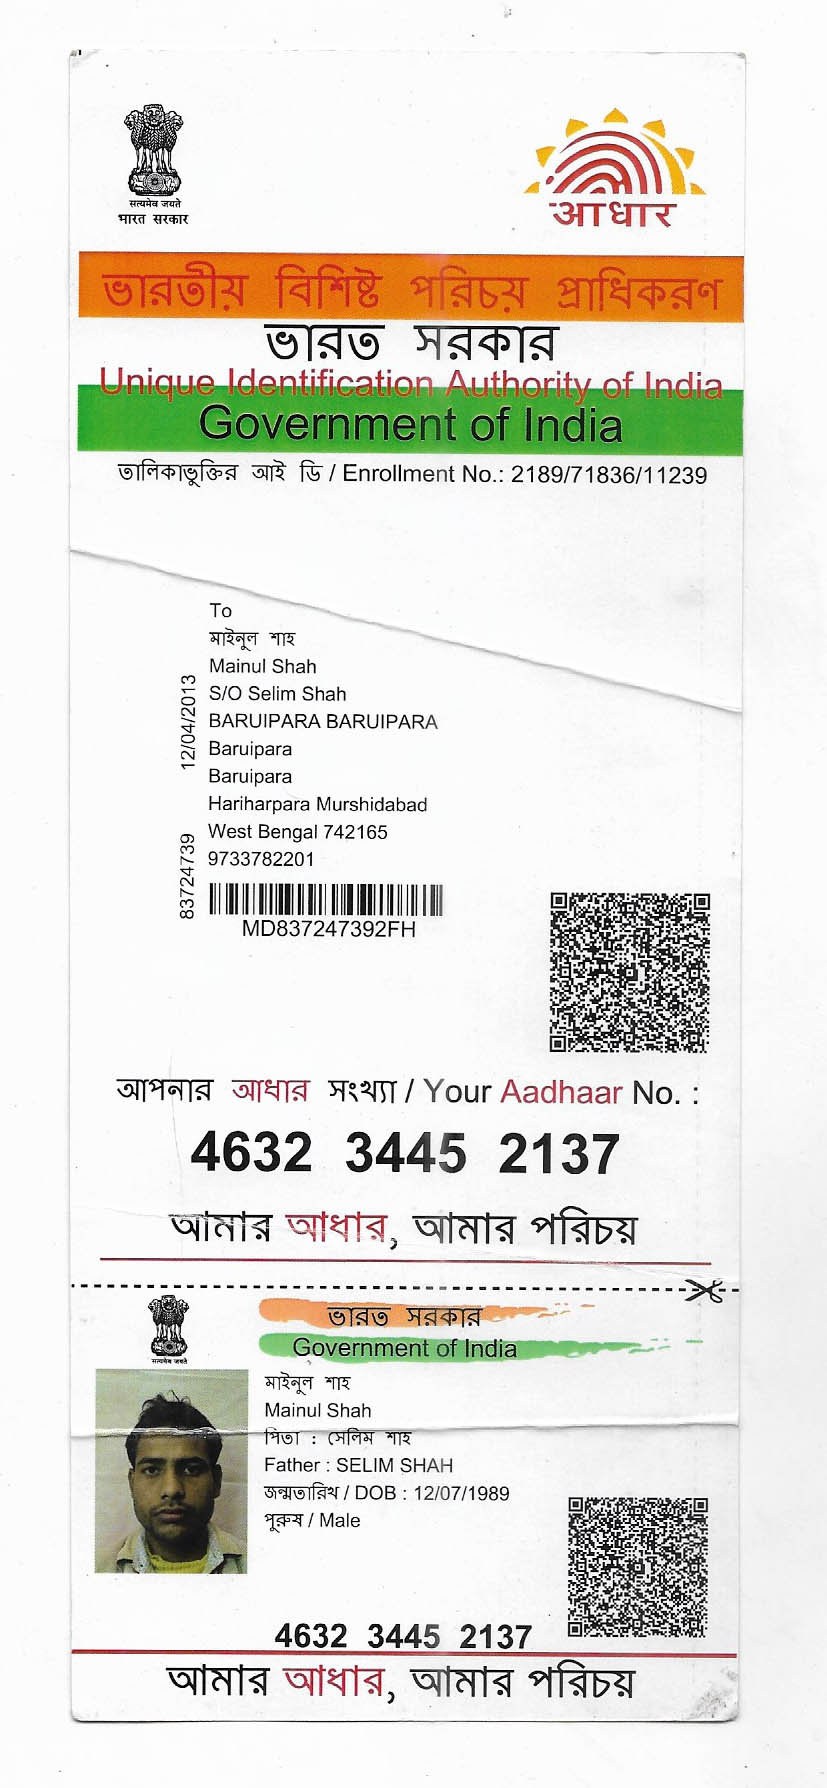 सत्यमेव जयते
भारत सरकार
आधार
ভারতীয় বিশিষ্ট পরিচয় প্রাধিকরণ
ভারত সরকার
Unique Identification Authority of India
Government of India
তালিকাভুক্তির আই ডি / Enrollment No.: 2189/71836/11239
To
মাইনুল শাহ
Mainul Shah
S/O Selim Shah
BARUIPARA BARUIPARA
Baruipara
Baruipara
Hariharpara Murshidabad
West Bengal 742165
9733782201
83724739 12/04/2013
MD837247392FH
আপনার আধার সংখ্যা / Your Aadhaar No. :
4632 3445 2137
আমার আধার, আমার পরিচয়
सत्यमेव जयते
ভারত সরকার
Government of India
মাইনুল শাহ
Mainul Shah
পিতা : সেলিম শাহ
Father : SELIM SHAH
জন্মতারিখ / DOB : 12/07/1989
পুরুষ / Male
4632 3445 2137
আমার আধার, আমার পরিচয়